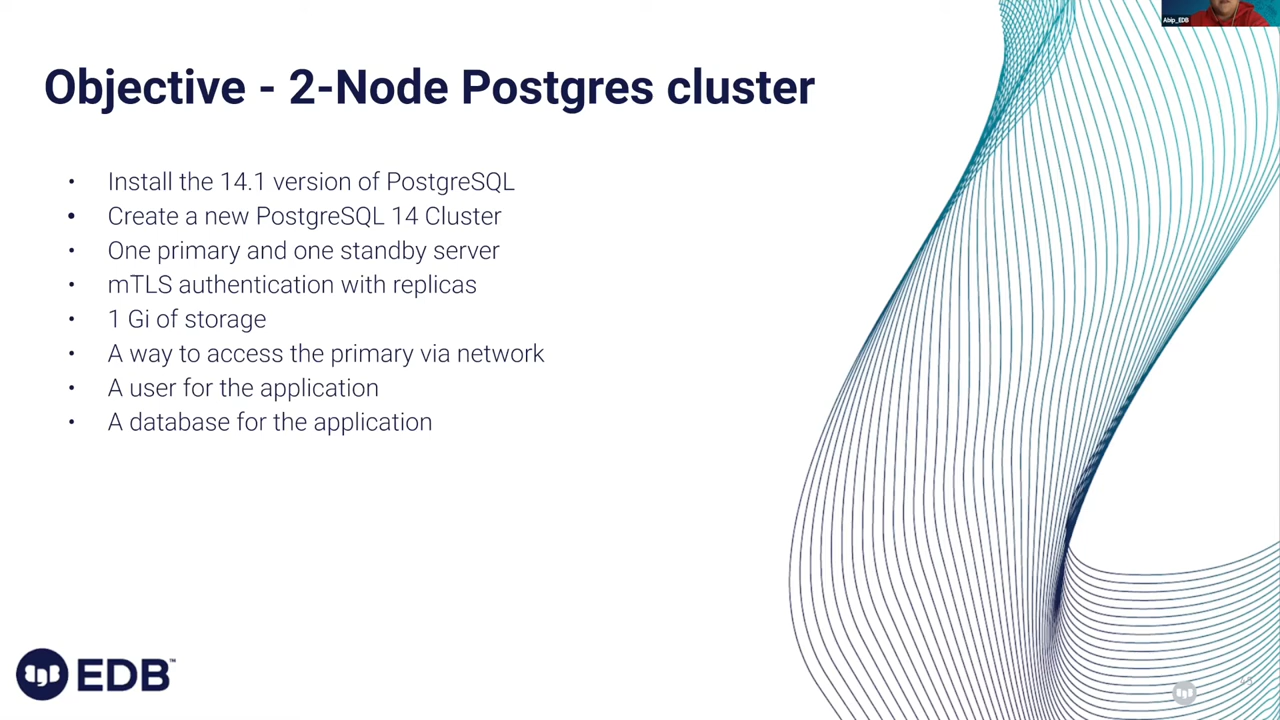 Abip_EDB
Objective - 2-Node Postgres cluster
• Install the 14.1 version of PostgreSQL
• Create a new PostgreSQL 14 Cluster
• One primary and one standby server
• mTLS authentication with replicas
• 1 Gi of storage
• A way to access the primary via network
• A user for the application
• A database for the application
EDB™